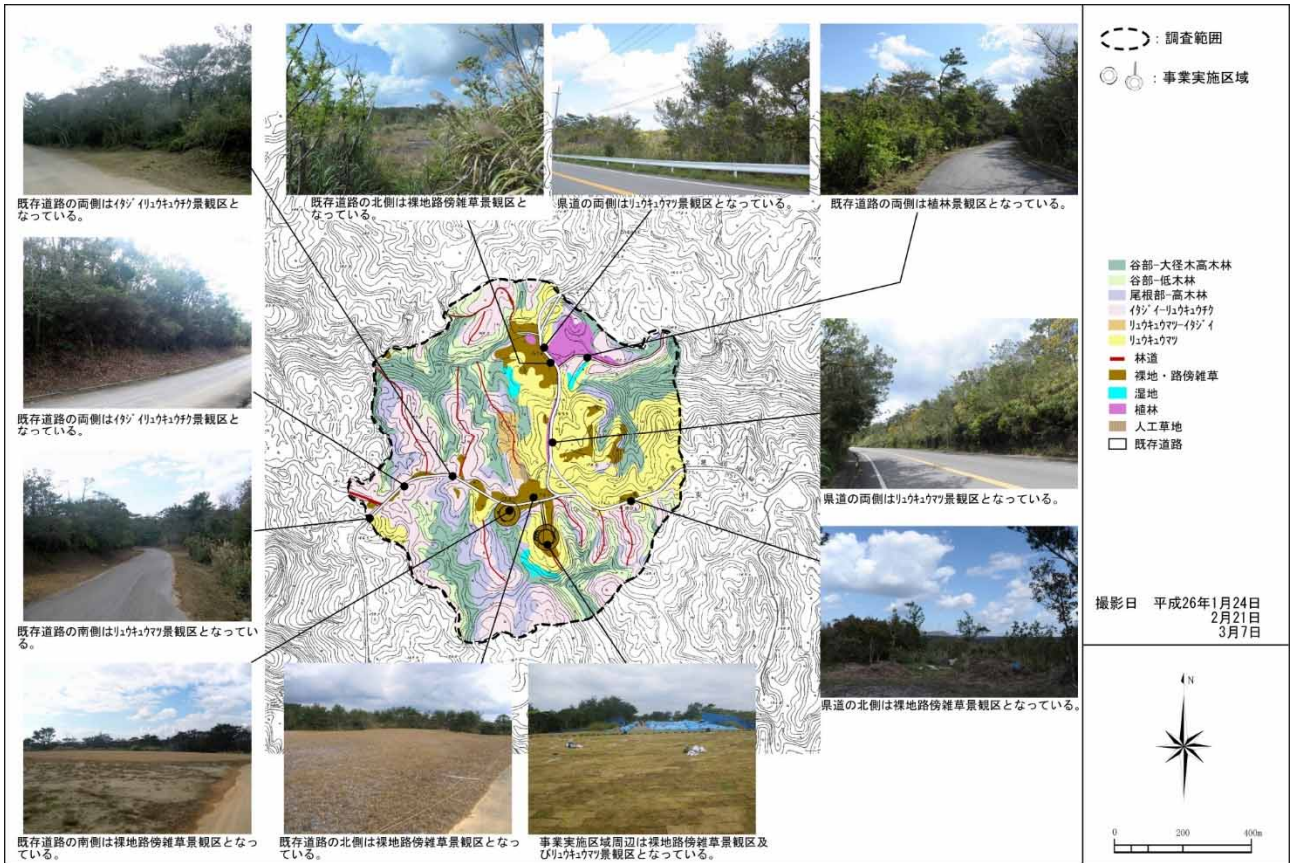 既存道路の両側はイタジイリュウキュウチク景観区と
なっている。
既存道路の北側は裸地路傍雑草景観区と
なっている。
県道の両側はリュウキュウマツ景観区となっている。
既存道路の両側は植林景観区となっている。
既存道路の両側はイタジイリュウキュウチク景観区と
なっている。
既存道路の南側はリュウキュウマツ景観区となってい
る。
既存道路の南側は裸地路傍雑草景観区となっ
ている。
既存道路の北側は裸地路傍雑草景観区となっ
ている。
事業実施区域周辺は裸地路傍雑草景観区及
びリュウキュウマツ景観区となっている。
県道の両側はリュウキュウマツ景観区となっている。
県道の北側は裸地路傍雑草景観区となっている。
:調査範囲
:事業実施区域
谷部-大径木高木林
谷部-低木林
尾根部-高木林
イタジイーリュウキュウチク
リュウキュウマツーイタジイ
リュウキュウマツ
林道
裸地・路傍雑草
湿地
植林
人工草地
既存道路
撮影日 平成26年1月24日
2月21日
3月7日
N
0 200 400m